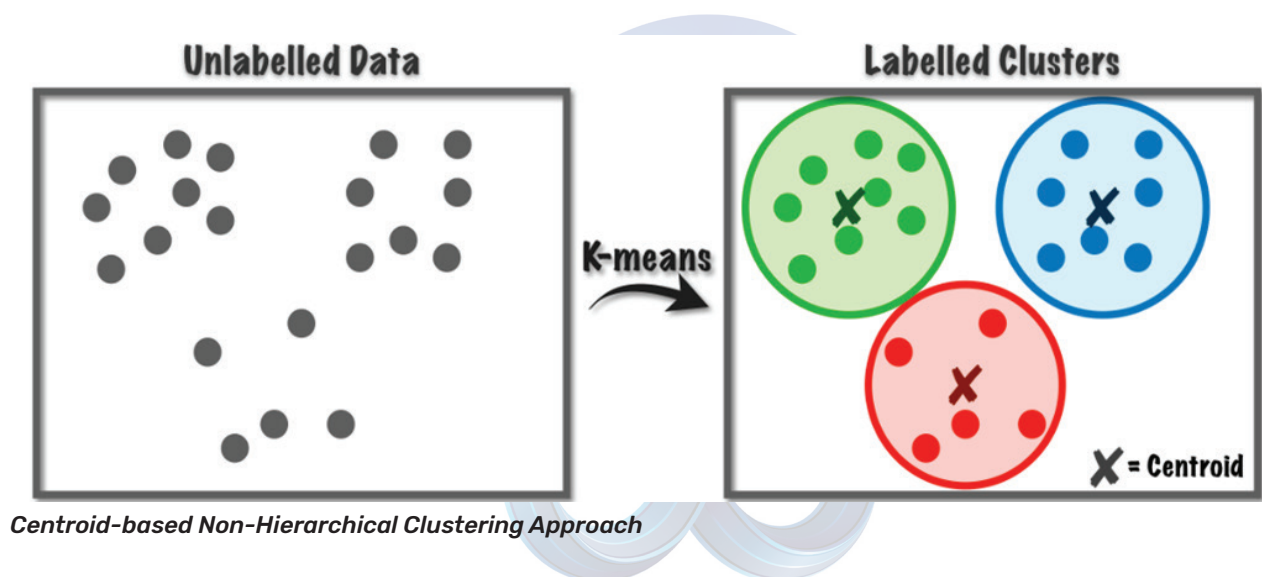 Unlabelled Data
Labelled Clusters
K-means
X = Centroid
Centroid-based Non-Hierarchical Clustering Approach